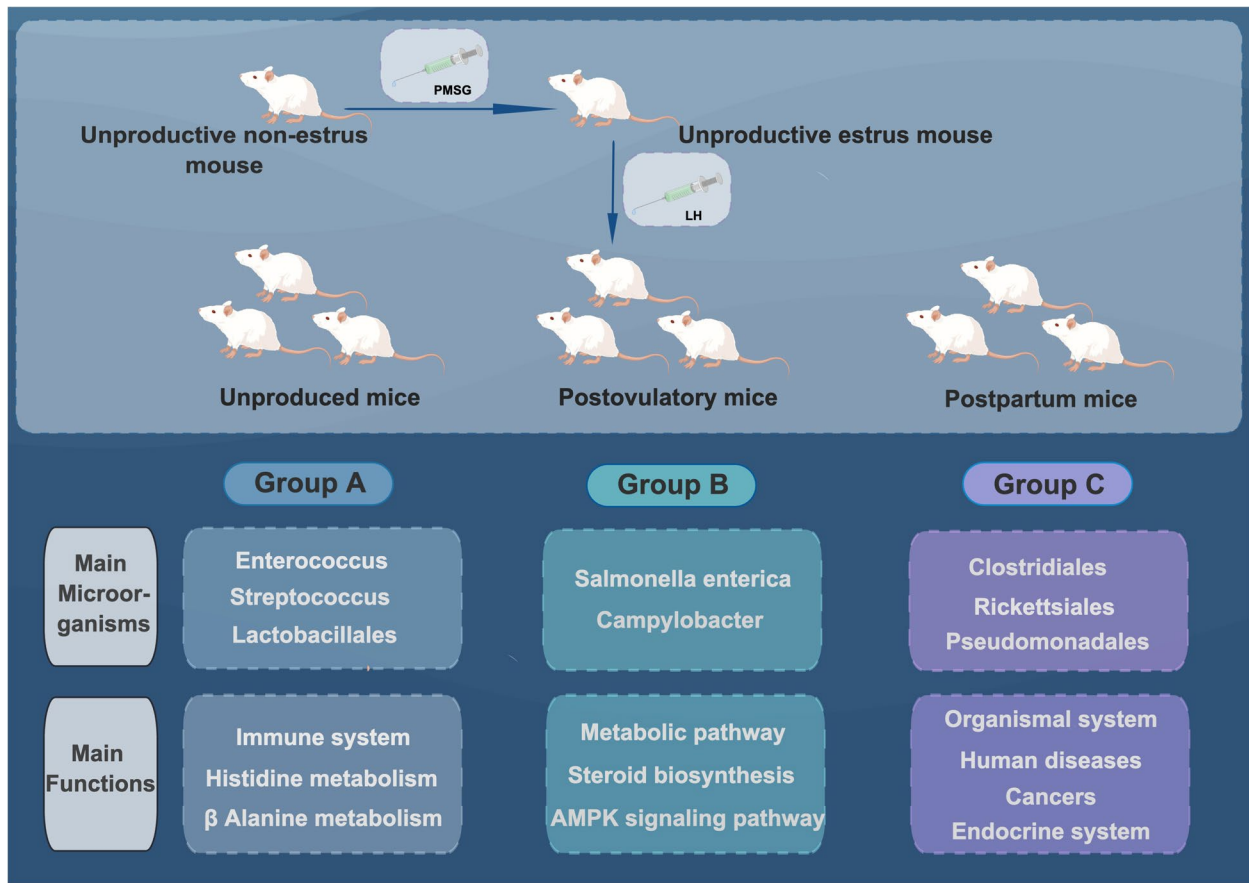 PMSG
Unproductive non-estrus
mouse
Unproductive estrus mouse
LH
Unproduced mice
Postovulatory mice
Postpartum mice
Group A
Group B
Group C
Main
Microor-
ganisms
Enterococcus
Streptococcus
Lactobacillales
Salmonella enterica
Campylobacter
Clostridiales
Rickettsiales
Pseudomonadales
Main
Functions
Immune system
Histidine metabolism
β Alanine metabolism
Metabolic pathway
Steroid biosynthesis
AMPK signaling pathway
Organismal system
Human diseases
Cancers
Endocrine system